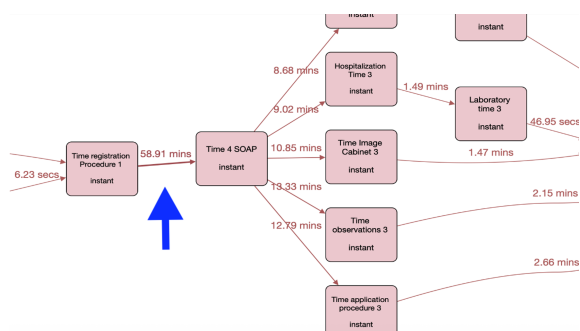 instant
instant
8.68 mins
Hospitalization
Time 3
instant
9.02 mins
1.49 mins
Laboratory
time 3
instant
46.95 secs
Time registration
Procedure 1
instant
6.23 secs
58.91 mins
Time 4 SOAP
instant
10.85 mins
Time Image
Cabinet 3
instant
1.47 mins
13.33 mins
Time
observations 3
instant
2.15 mins
12.79 mins
Time application
procedure 3
instant
2.66 mins